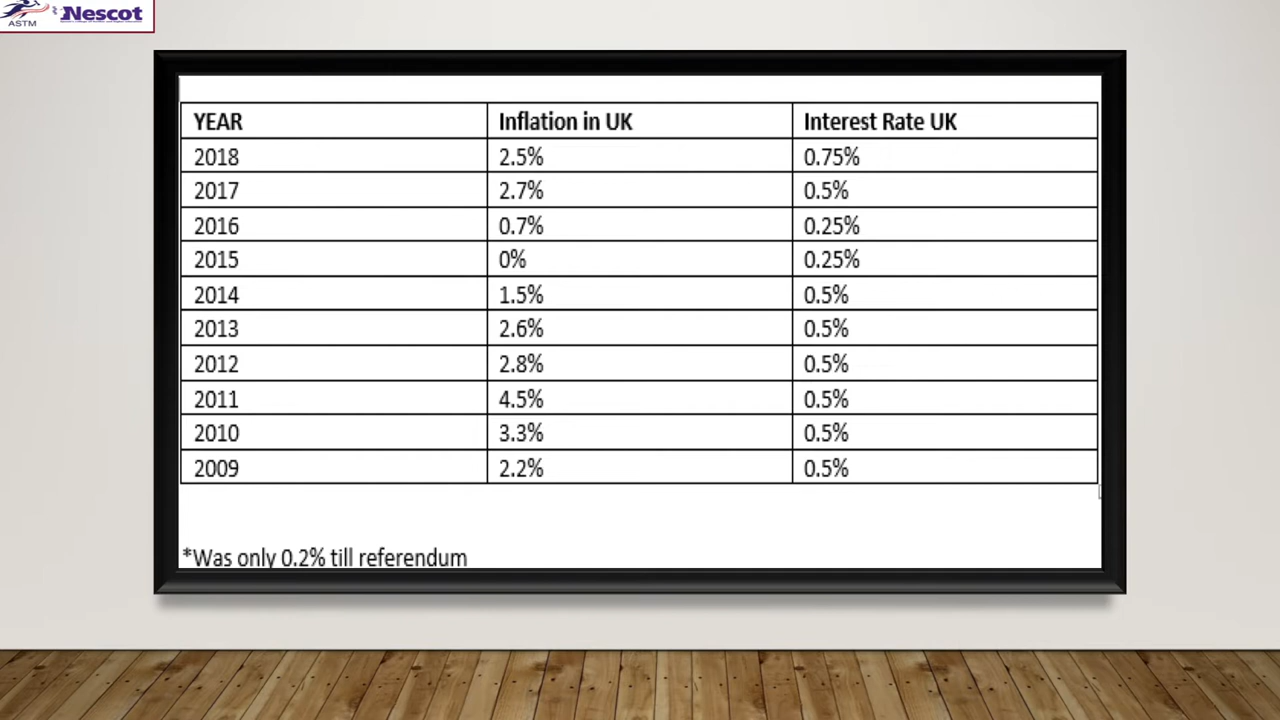 ASTM
Nescot
YEAR Inflation in UK Interest Rate UK
2018 2.5% 0.75%
2017 2.7% 0.5%
2016 0.7% 0.25%
2015 0% 0.25%
2014 1.5% 0.5%
2013 2.6% 0.5%
2012 2.8% 0.5%
2011 4.5% 0.5%
2010 3.3% 0.5%
2009 2.2% 0.5%
*Was only 0.2% till referendum